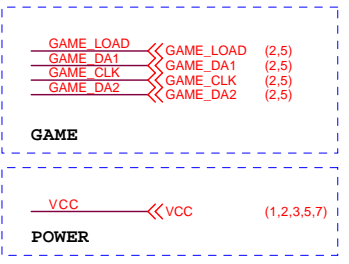 GAME_LOAD GAME_LOAD (2,5)
GAME_DA1 GAME_DA1 (2,5)
GAME_CLK GAME_CLK (2,5)
GAME_DA2 GAME_DA2 (2,5)
GAME
VCC VCC (1,2,3,5,7)
POWER